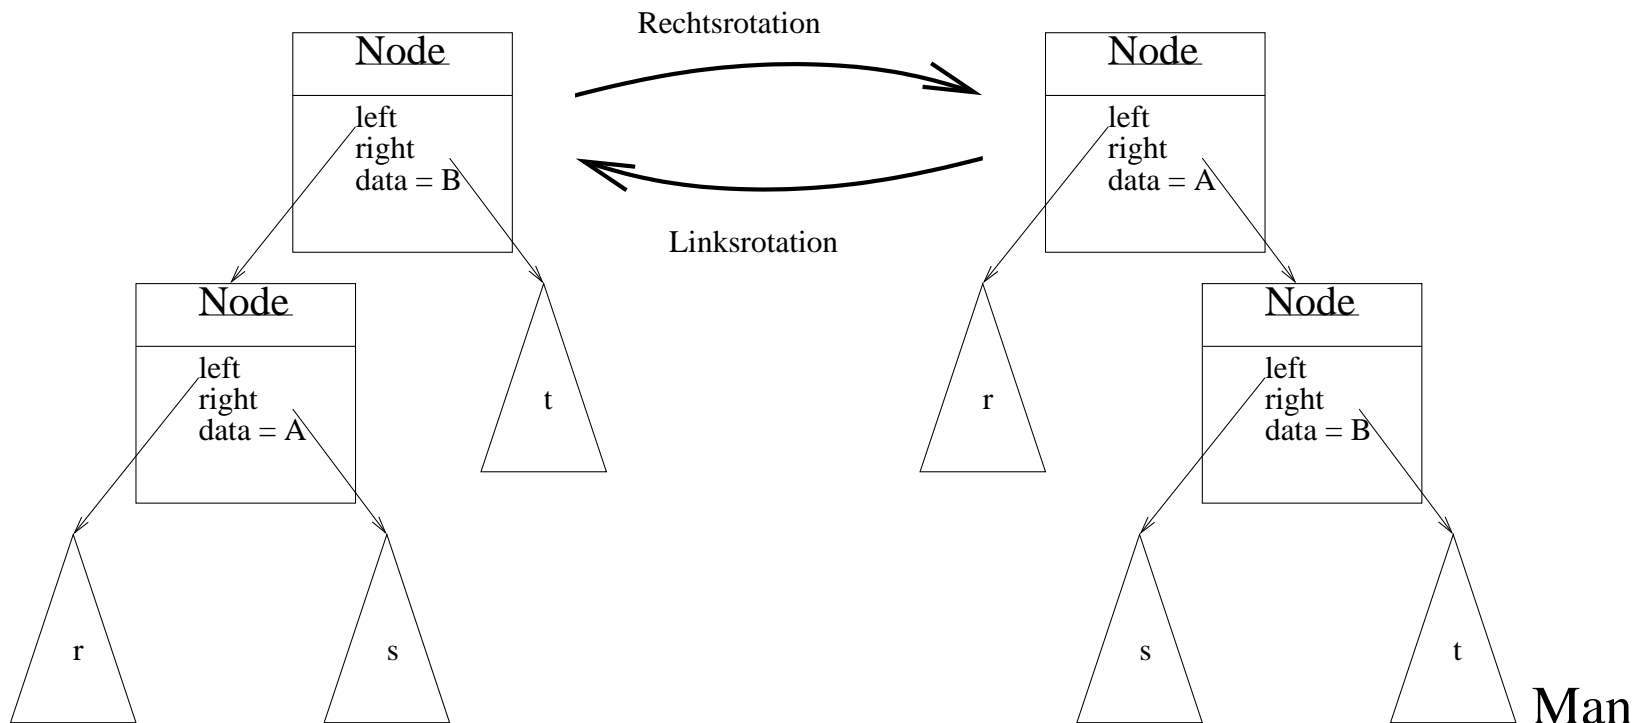 Rechtsrotation
Node
left
right
data = B
Node
left
right
data = A
Linksrotation
Node
left
right
data = A
t
r
Node
left
right
data = B
r
s
s
t
Man